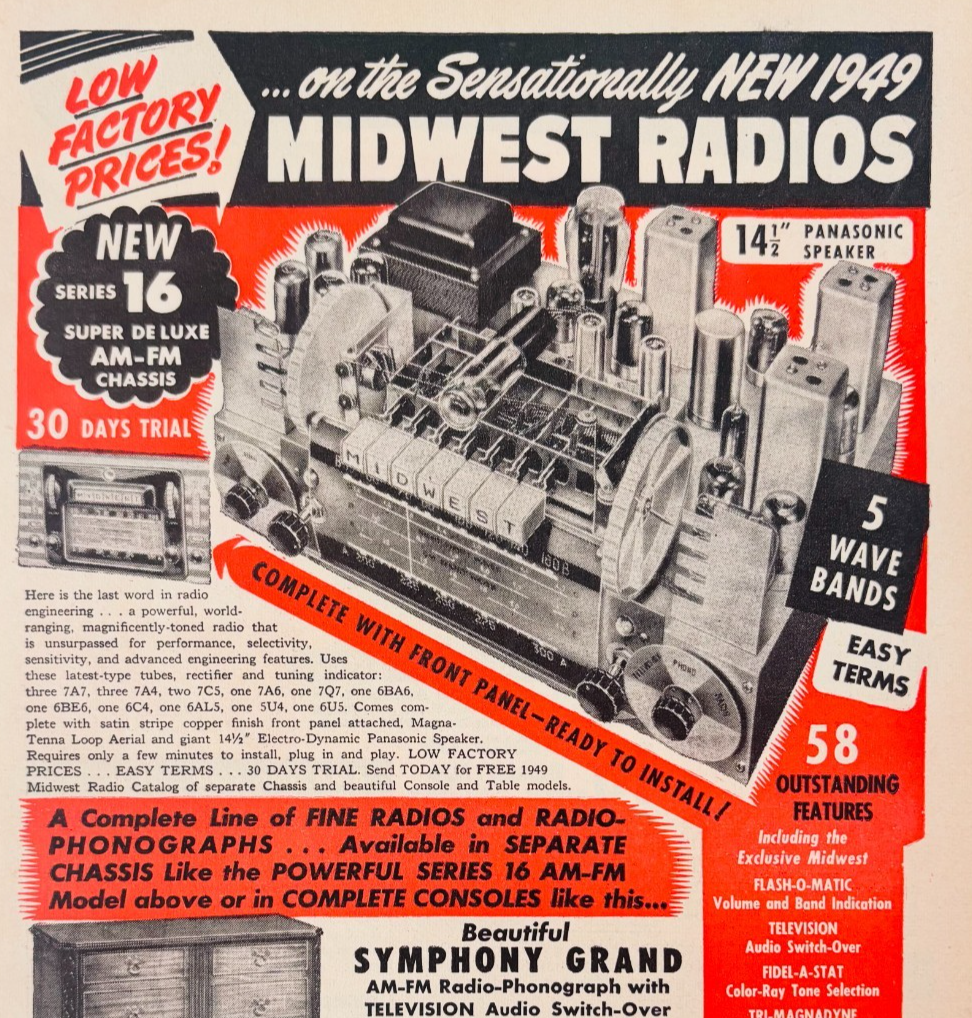 LOW
FACTORY
PRICES!
...on the Sensationally NEW 1949
MIDWEST RADIOS
NEW
SERIES 16
SUPER DE LUXE
AM-FM
CHASSIS
30 DAYS TRIAL
14½" PANASONIC
SPEAKER
MIDWEST
5
WAVE
BANDS
EASY
TERMS
COMPLETE WITH FRONT PANEL—READY TO INSTALL!
PHONO
300 A
Here is the last word in radio
engineering . . . a powerful, world-
ranging, magnificently-toned radio that
is unsurpassed for performance, selectivity,
sensitivity, and advanced engineering features. Uses
these latest-type tubes, rectifier and tuning indicator:
three 7A7, three 7A4, two 7C5, one 7A6, one 7Q7, one 6BA6,
one 6BE6, one 6C4, one 6AL5, one 5U4, one 6U5. Comes com-
plete with satin stripe copper finish front panel attached, Magna-
Tenna Loop Aerial and giant 14½" Electro-Dynamic Panasonic Speaker.
Requires only a few minutes to install, plug in and play. LOW FACTORY
PRICES . . . EASY TERMS . . . 30 DAYS TRIAL. Send TODAY for FREE 1949
Midwest Radio Catalog of separate Chassis and beautiful Console and Table models.
58
OUTSTANDING
FEATURES
Including the
Exclusive Midwest
FLASH-O-MATIC
Volume and Band Indication
TELEVISION
Audio Switch-Over
FIDEL-A-STAT
Color-Ray Tone Selection
TRI-MAGNADYNE
A Complete Line of FINE RADIOS and RADIO-
PHONOGRAPHS . . . Available in SEPARATE
CHASSIS Like the POWERFUL SERIES 16 AM-FM
Model above or in COMPLETE CONSOLES like this...
Beautiful
SYMPHONY GRAND
AM-FM Radio-Phonograph with
TELEVISION Audio Switch-Over